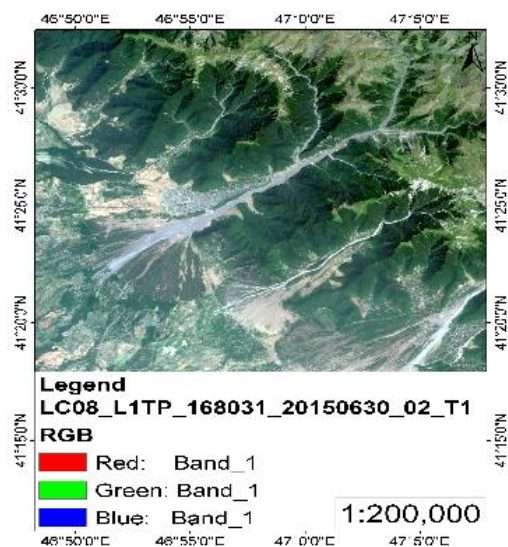 46°50'0"E 46°55'0"E 47°0'0"E 47°5'0"E
N
41°30'0"N 41°30'0"N
41°25'0"N 41°25'0"N
41°20'0"N 41°20'0"N
Legend
LC08_L1TP_168031_20150630_02_T1
41°15'0"N 41°15'0"N
RGB
Red: Band_1
Green: Band_1
Blue: Band_1
1:200,000
46°50'0"E 46°55'0"E 47°0'0"E 47°5'0"E